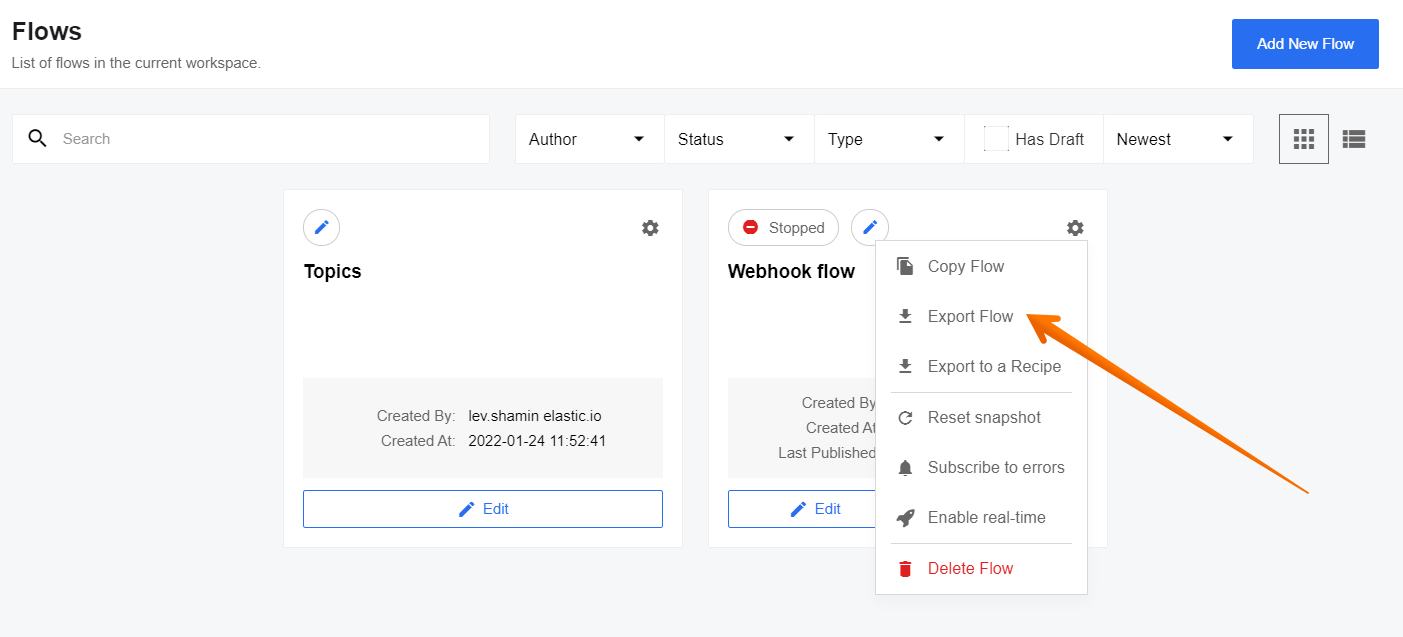 Flows
List of flows in the current workspace.
Add New Flow
Search
Author
Status
Type
Has Draft
Newest
Topics
Created By: lev.shamin elastic.io
Created At: 2022-01-24 11:52:41
Edit
Stopped
Webhook flow
Created By
Created At
Last Published
Edit
Copy Flow
Export Flow
Export to a Recipe
Reset snapshot
Subscribe to errors
Enable real-time
Delete Flow